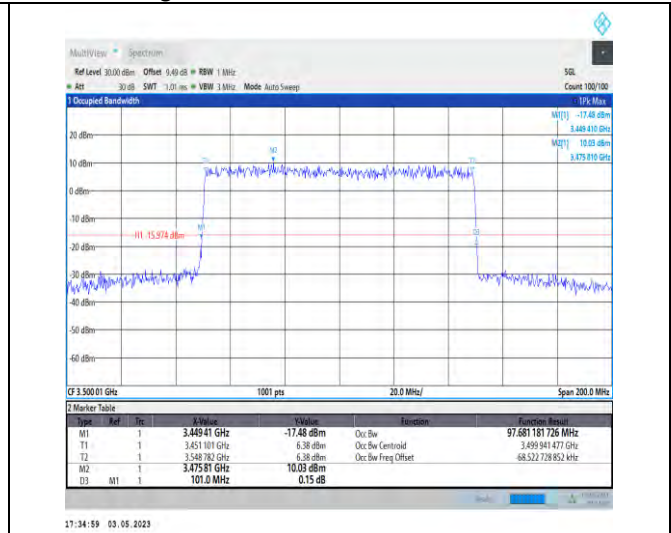 MultiView Spectrum
Ref Level 30.00 dBm Offset 9.49 dB RBW 1 MHz SGL
Att 30 dB SWT 1.01 ms VBW 3 MHz Mode Auto Sweep Count 100/100
1 Occupied Bandwidth 1Pk Max
M1[1] -17.48 dBm
3.449 410 GHz
M2[1] 10.03 dBm
3.475 810 GHz
20 dBm
M2
10 dBm
T1
0 dBm
-10 dBm
M1
D3
H1 -15.974 dBm
-20 dBm
-30 dBm
-40 dBm
-50 dBm
-60 dBm
CF 3.500 01 GHz 1001 pts 20.0 MHz/ Span 200.0 MHz
2 Marker Table
Type Ref Trc X-Value Y-Value Function Function Result
M1 1 3.449 41 GHz -17.48 dBm Occ Bw 97.681 181 726 MHz
T1 1 3.451 101 GHz 6.38 dBm Occ Bw Centroid 3.499 941 477 GHz
T2 1 3.548 782 GHz 6.38 dBm Occ Bw Freq Offset -68.522 728 852 kHz
M2 1 3.475 81 GHz 10.03 dBm
D3 M1 1 101.0 MHz 0.15 dB
17:34:59 03.05.2023